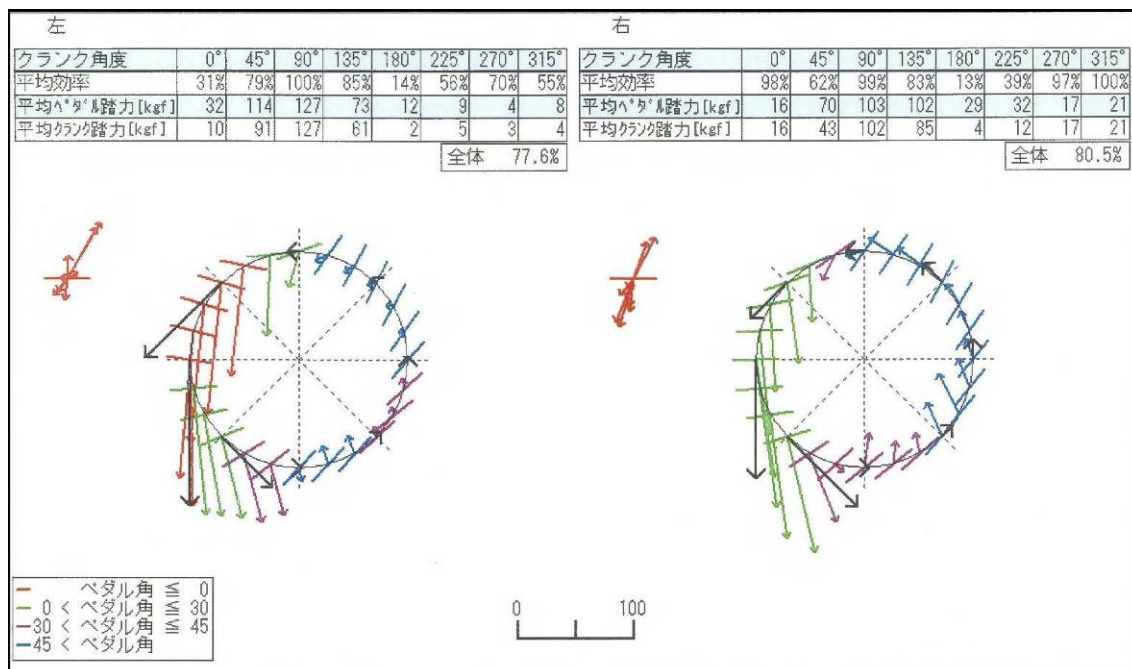 左
クランク角度 0° 45° 90° 135° 180° 225° 270° 315°
平均効率 31% 79% 100% 85% 14% 56% 70% 55%
平均ペダル踏力[kgf] 32 114 127 73 12 9 4 8
平均クランク踏力[kgf] 10 91 127 61 2 5 3 4
全体 77.6%
右
クランク角度 0° 45° 90° 135° 180° 225° 270° 315°
平均効率 98% 62% 99% 83% 13% 39% 97% 100%
平均ペダル踏力[kgf] 16 70 103 102 29 32 17 21
平均クランク踏力[kgf] 16 43 102 85 4 12 17 21
全体 80.5%
ペダル角 ≦ 0
0 < ペダル角 ≦ 30
30 < ペダル角 ≦ 45
45 < ペダル角
0 100